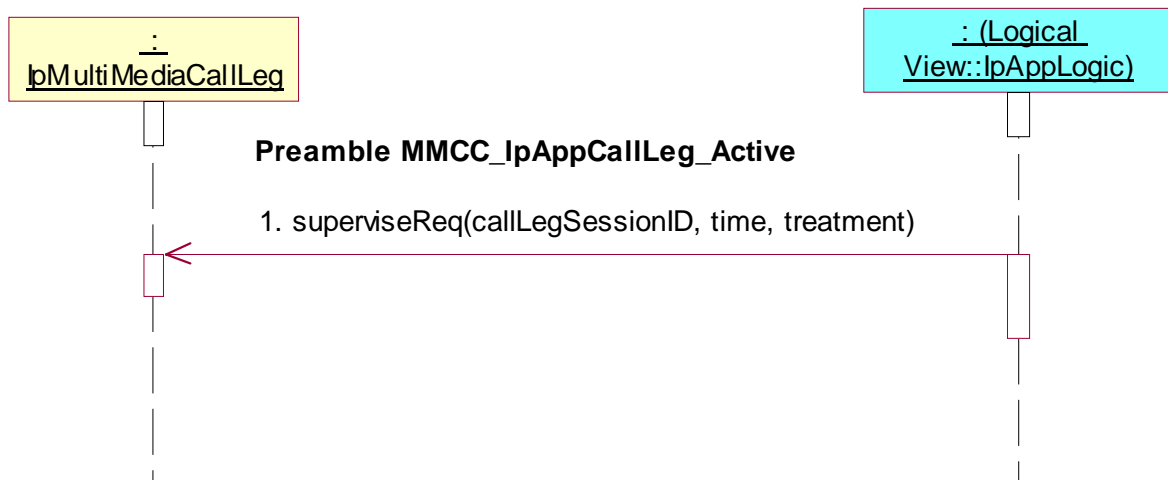 :
IpMultiMediaCallLeg
: (Logical
View::IpAppLogic)
Preamble MMCC_IpAppCallLeg_Active
1. superviseReq(callLegSessionID, time, treatment)